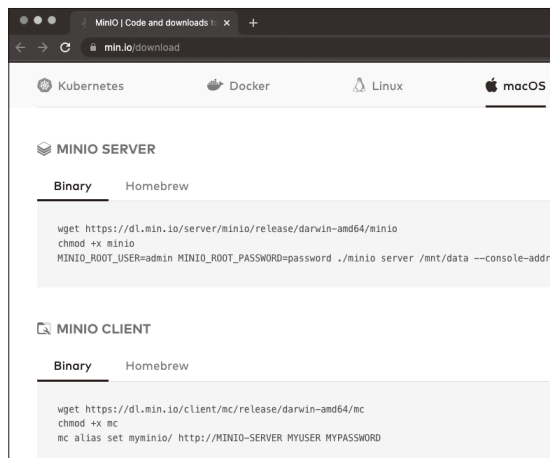 MinIO | Code and downloads to
min.io/download
Kubernetes Docker Linux macOS
MINIO SERVER
Binary Homebrew
wget https://dl.min.io/server/minio/release/darwin-amd64/minio
chmod +x minio
MINIO_ROOT_USER=admin MINIO_ROOT_PASSWORD=password ./minio server /mnt/data --console-addr
MINIO CLIENT
Binary Homebrew
wget https://dl.min.io/client/mc/release/darwin-amd64/mc
chmod +x mc
mc alias set myminio/ http://MINIO-SERVER MYUSER MYPASSWORD